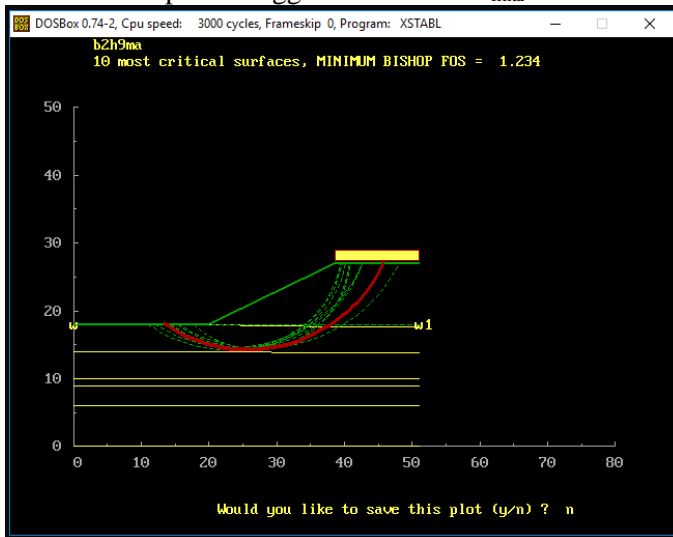 DOSBox 0.74-2, Cpu speed: 3000 cycles, Frameskip 0, Program: XSTABL
b2h9ma
10 most critical surfaces, MINIMUM BISHOP FOS = 1.234
50
40
30
20
w w1
10
0
0 10 20 30 40 50 60 70 80
Would you like to save this plot (y/n) ? n